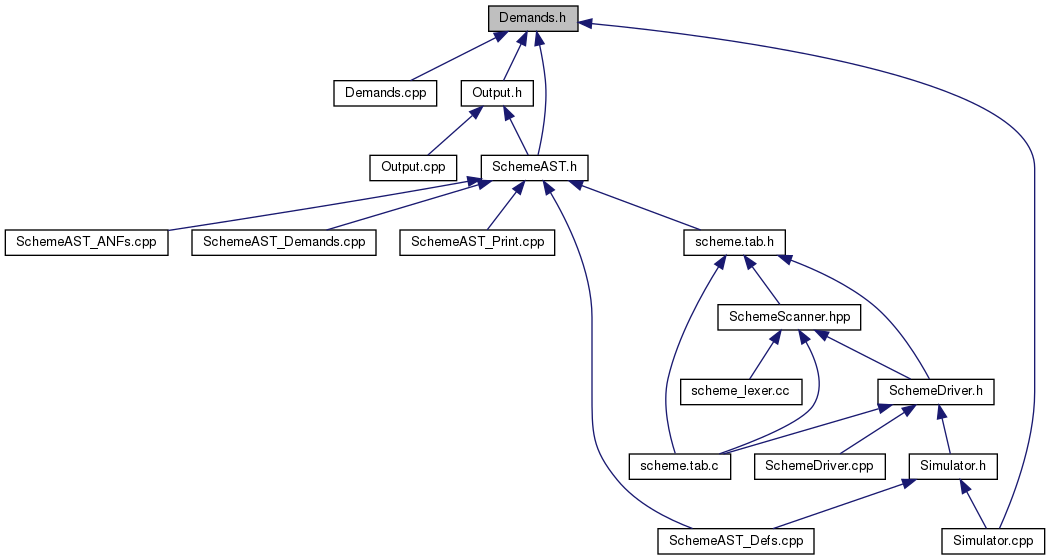 Demands.h
Demands.cpp
Output.h
Output.cpp
SchemeAST.h
SchemeAST_ANFs.cpp
SchemeAST_Demands.cpp
SchemeAST_Print.cpp
scheme.tab.h
SchemeScanner.hpp
scheme_lexer.cc
SchemeDriver.h
scheme.tab.c
SchemeDriver.cpp
Simulator.h
SchemeAST_Defs.cpp
Simulator.cpp